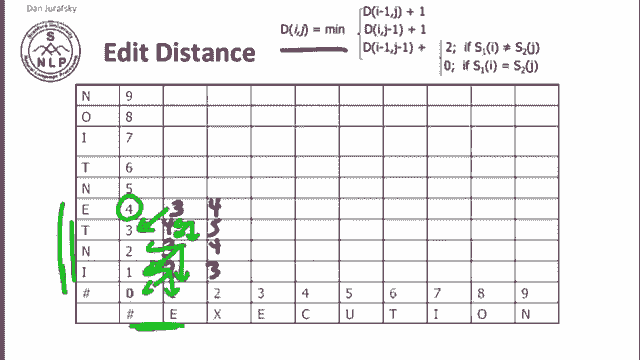 Dan Jurafsky
S
NLP
Edit Distance
D(i,j) = min
D(i-1,j) + 1
D(i,j-1) + 1
D(i-1,j-1) +
2; if S₁(i) ≠ S₂(j)
0; if S₁(i) = S₂(j)
N 9
O 8
I 7
T 6
N 5
E 4 3 4
T 3 4 5
N 2 3 4
I 1 2 3
# 0 1 2 3 4 5 6 7 8 9
# E X E C U T I O N